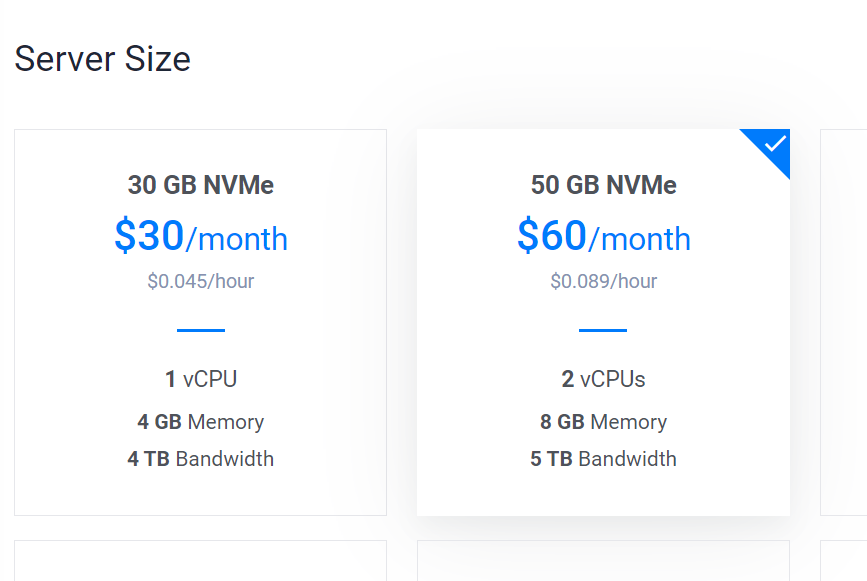 Server Size
30 GB NVMe
$30/month
$0.045/hour
1 vCPU
4 GB Memory
4 TB Bandwidth
50 GB NVMe
$60/month
$0.089/hour
2 vCPUs
8 GB Memory
5 TB Bandwidth